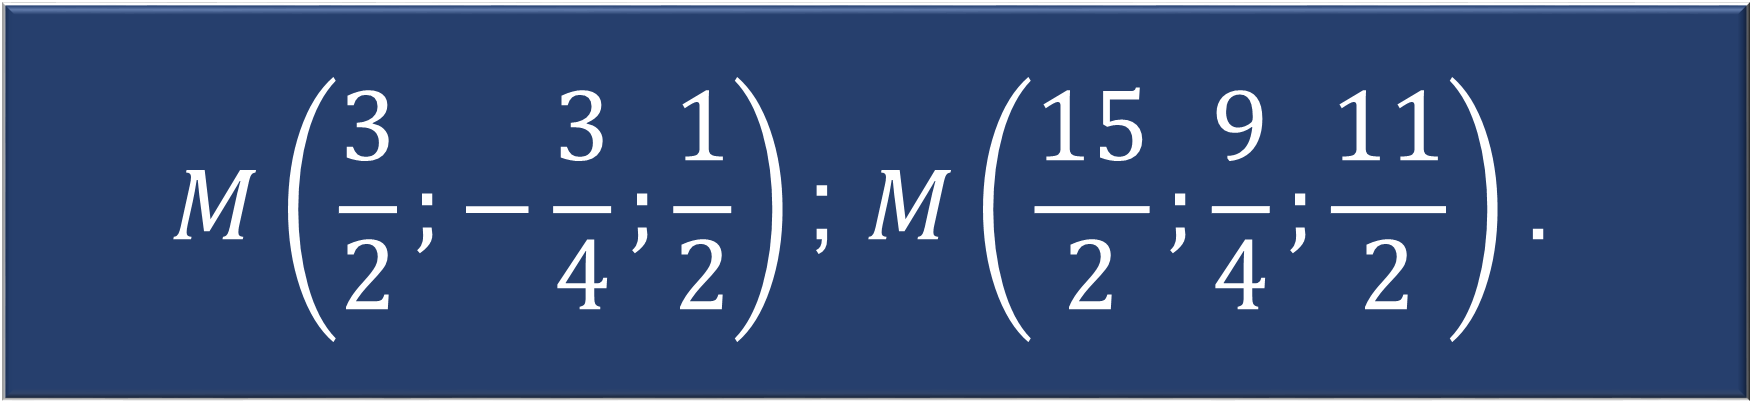 M(3/2; −3/4; 1/2); M(15/2; 9/4; 11/2).